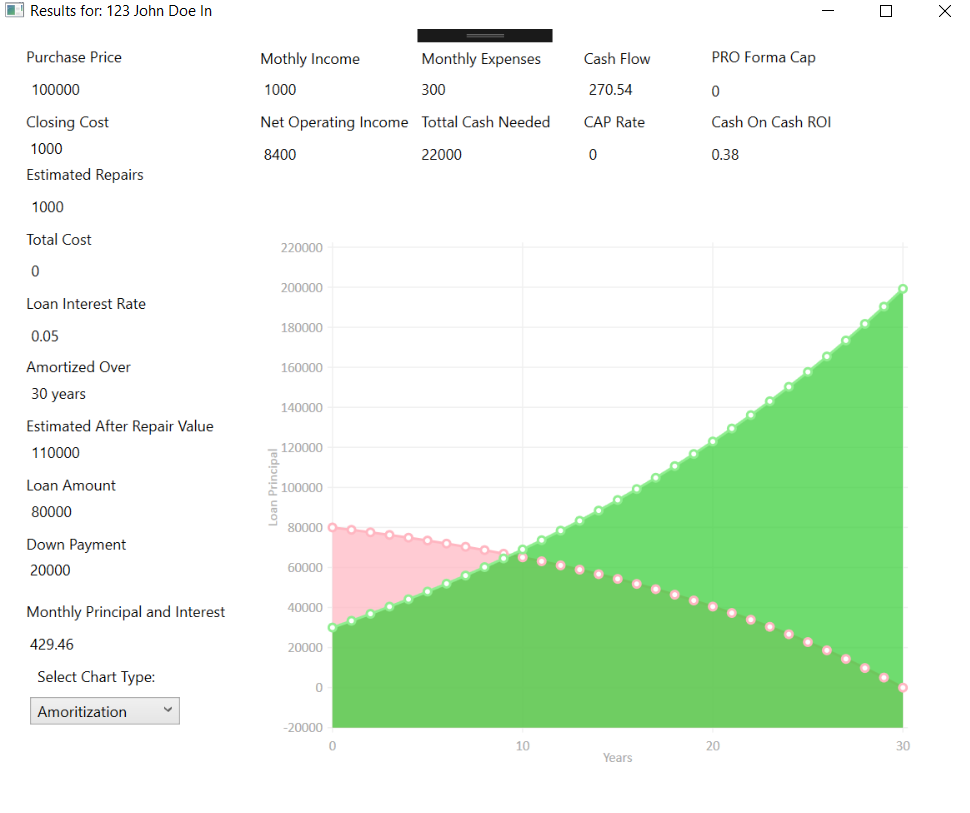 Results for: 123 John Doe In
Purchase Price
100000
Closing Cost
1000
Estimated Repairs
1000
Total Cost
0
Loan Interest Rate
0.05
Amortized Over
30 years
Estimated After Repair Value
110000
Loan Amount
80000
Down Payment
20000
Monthly Principal and Interest
429.46
Select Chart Type:
Amoritization
Mothly Income
1000
Monthly Expenses
300
Cash Flow
270.54
PRO Forma Cap
0
Net Operating Income
8400
Tottal Cash Needed
22000
CAP Rate
0
Cash On Cash ROI
0.38
Loan Principal
220000
200000
180000
160000
140000
120000
100000
80000
60000
40000
20000
0
-20000
0 10 20 30
Years